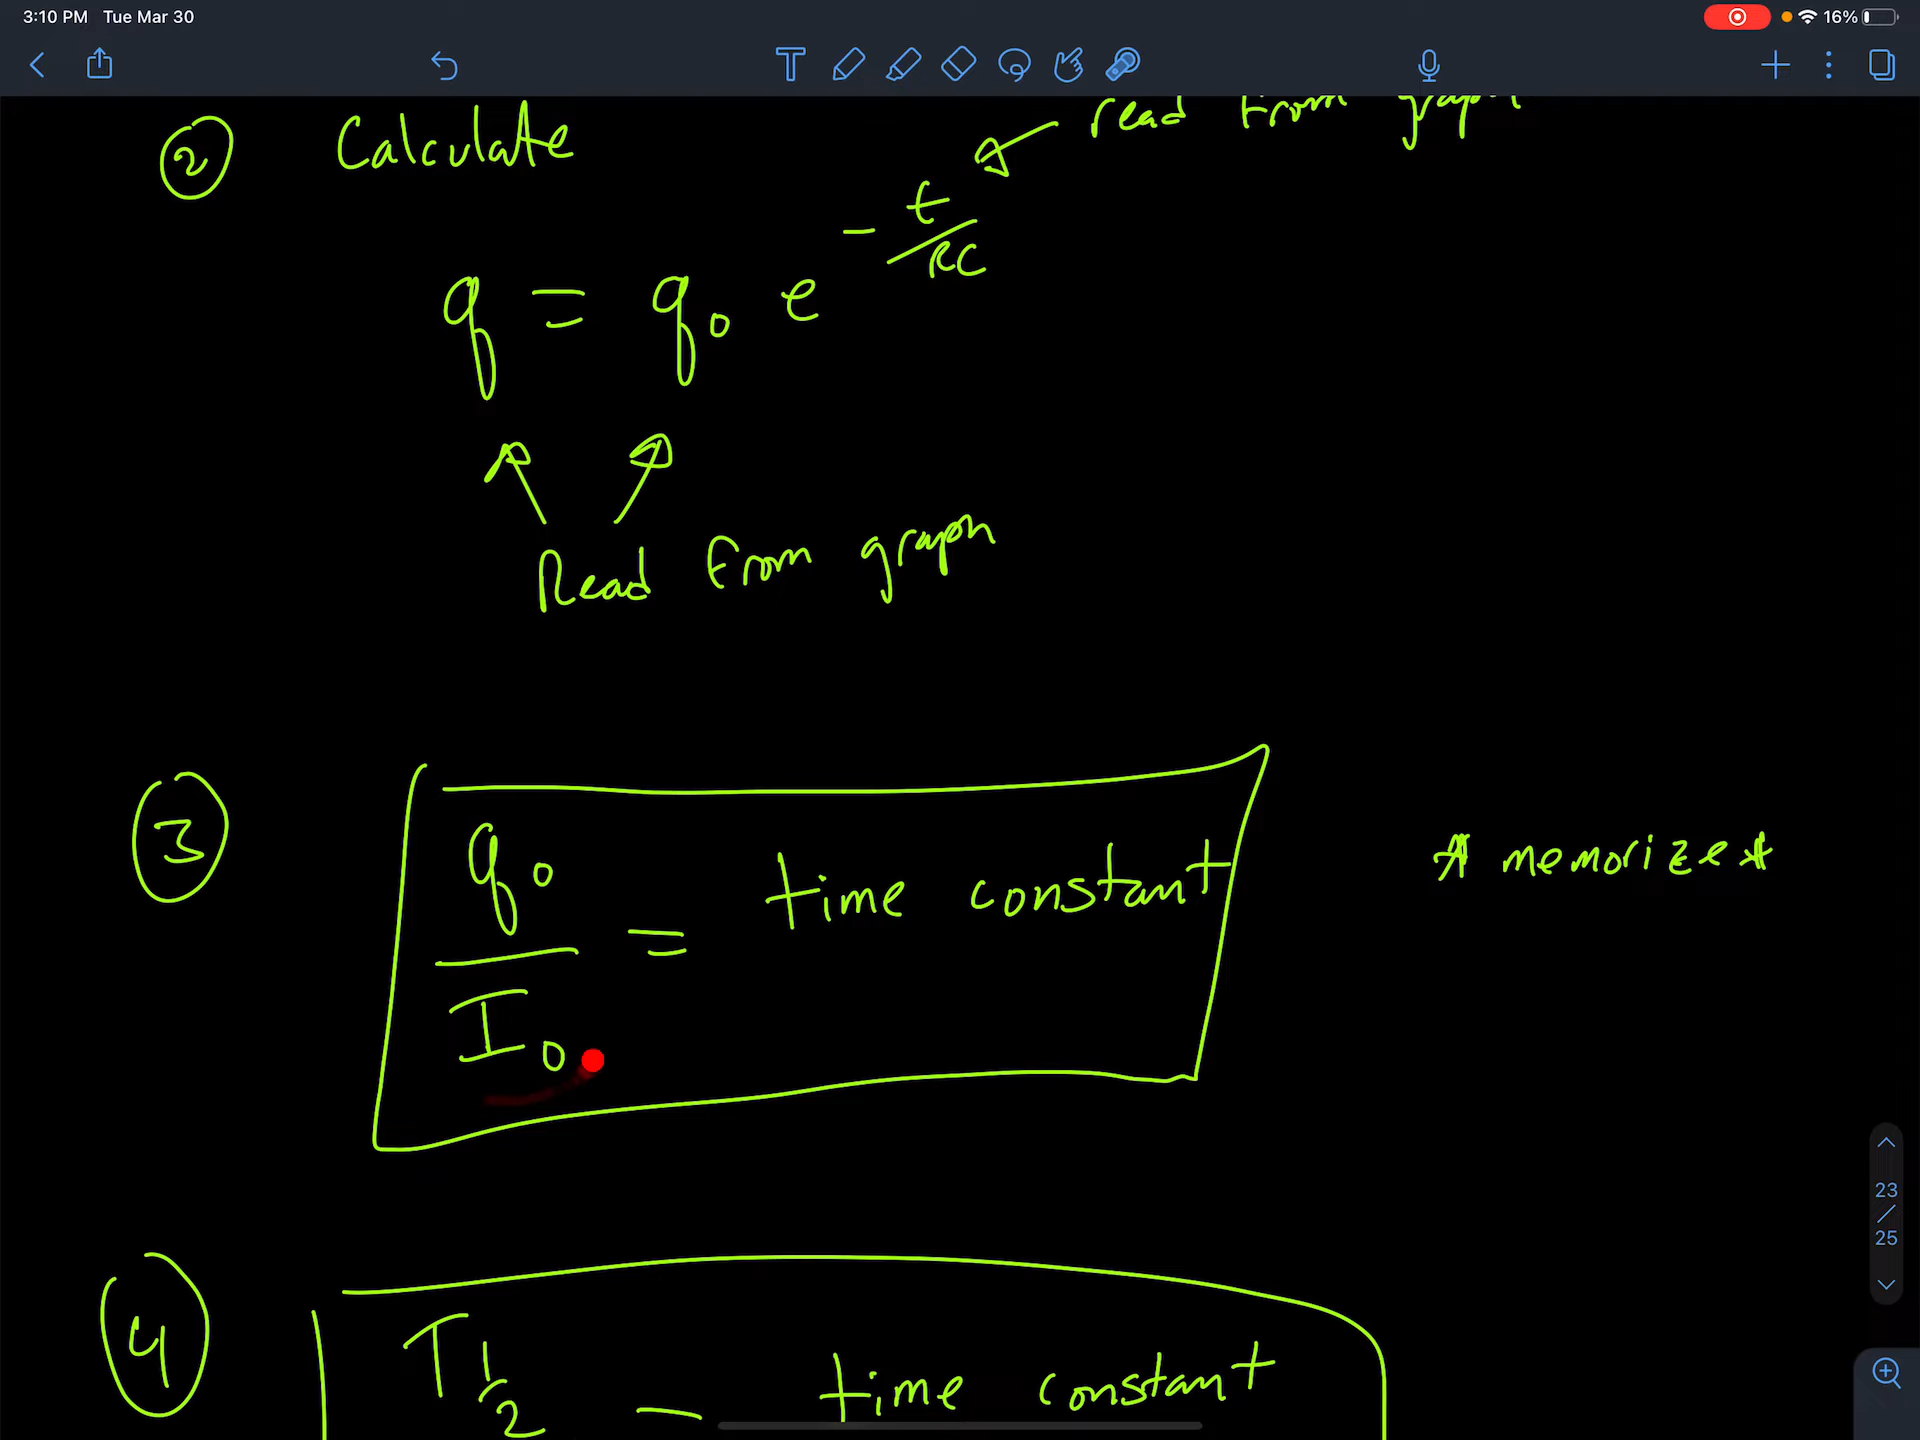 3:10 PM Tue Mar 30
16%
read from graph
② Calculate
q = q₀ e^(-t/RC)
Read from graph
③ q₀/I₀ = time constant
* memorize *
23
/
25
④ T 1/2 = time constant